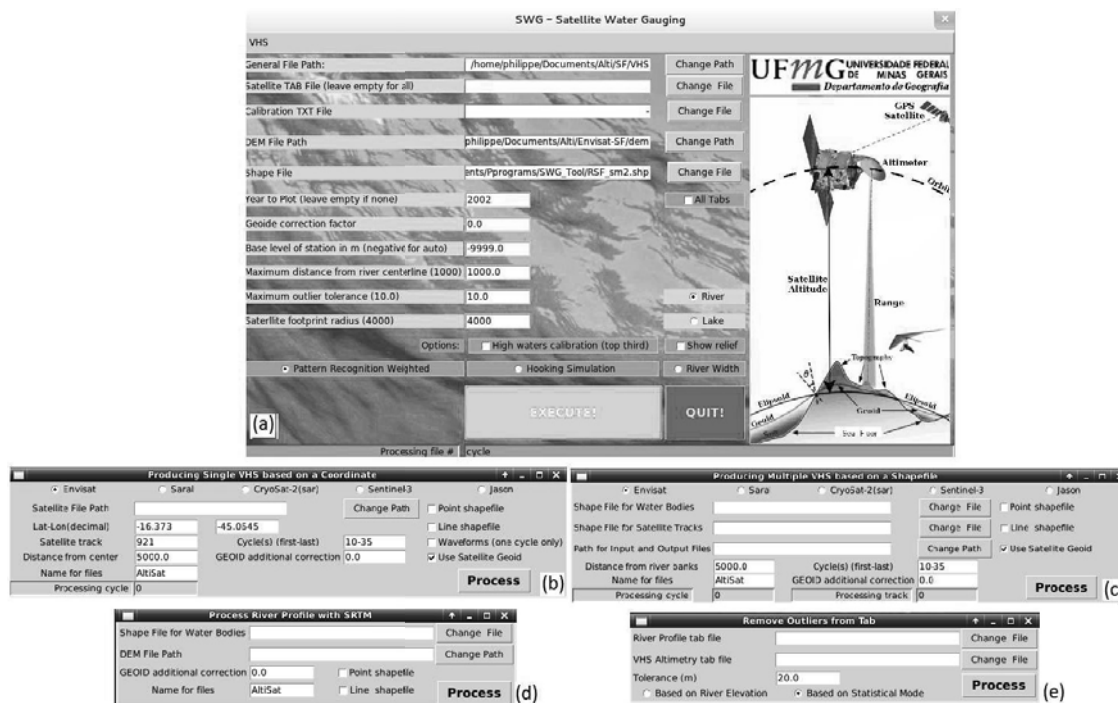 SWG - Satellite Water Gauging
VHS
General File Path: /home/philippe/Documents/Alti/SF/VHS Change Path
Satellite TAB File (leave empty for all) Change File
Calibration TXT File - Change File
DEM File Path philippe/Documents/Alti/Envisat-SF/dem Change Path
Shape File ents/Pprograms/SWG_Tool/RSF_sm2.shp Change File
Year to Plot (leave empty if none) 2002 All Tabs
Geoide correction factor 0.0
Base level of station in m (negative for auto) -9999.0
Maximum distance from river centerline (1000) 1000.0
Maximum outlier tolerance (10.0) 10.0 River
Saterllite footprint radius (4000) 4000 Lake
Options: High waters calibration (top third) Show relief
Pattern Recognition Weighted Hooking Simulation River Width
(a) EXECUTE! QUIT!
Processing file # cycle
UFMG UNIVERSIDADE FEDERAL
DE MINAS GERAIS
Departamento de Geografia
GPS
Satellite
Altimeter
Orbit
Satellite
Altitude
Range
Topography
Elipsoid
Elipsoid
Geoid
Geoid
Sea Floor
Producing Single VHS based on a Coordinate
Envisat Saral CryoSat-2(sar) Sentinel-3 Jason
Satellite File Path Change Path Point shapefile
Lat-Lon(decimal) -16.373 -45.0545 Line shapefile
Satellite track 921 Cycle(s) (first-last) 10-35 Waveforms (one cycle only)
Distance from center 5000.0 GEOID additional correction 0.0 Use Satellite Geoid
Name for files AltiSat
Processing cycle 0 Process
(b)
Producing Multiple VHS based on a Shapefile
Envisat Sara CryoSat-2(sar) Sentinel-3 Jason
Shape File for Water Bodies Change File Point shapefile
Shape File for Satellite Tracks Change File Line shapefile
Path for Input and Output Files Change Path Use Satellite Geoid
Distance from river banks 5000.0 Cycle(s) (first-last) 10-35
Name for files AltiSat GEOID additional correction 0.0
Processing cycle 0 Processing track 0 Process
(c)
Process River Profile with SRTM
Shape File for Water Bodies Change File
DEM File Path Change Path
GEOID additional correction 0.0 Point shapefile
Name for files AltiSat Line shapefile Process
(d)
Remove Outliers from Tab
River Profile tab file Change File
VHS Altimetry tab file Change File
Tolerance (m) 20.0
Based on River Elevation Based on Statistical Mode Process
(e)